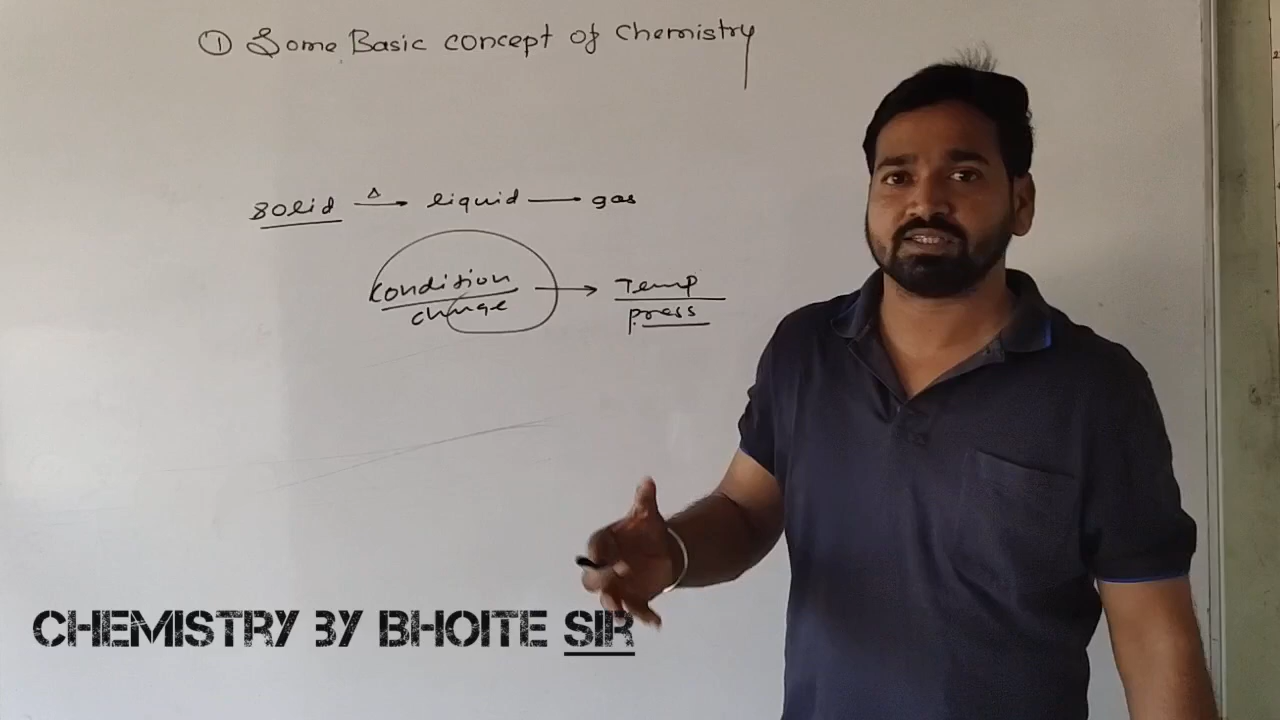 ① Some Basic concept of chemistry
solid Δ→ liquid → gas
condition → Temp
change press
CHEMISTRY BY BHOITE SIR